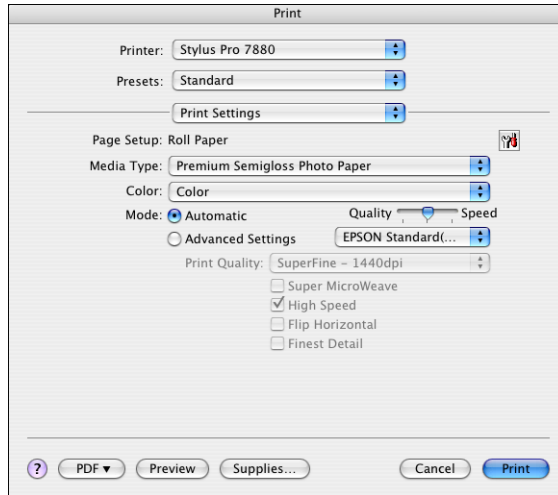 Print
Printer: Stylus Pro 7880
Presets: Standard
Print Settings
Page Setup: Roll Paper
Media Type: Premium Semigloss Photo Paper
Color: Color
Mode: Automatic Quality Speed
Advanced Settings EPSON Standard(...
Print Quality: SuperFine – 1440dpi
Super MicroWeave
High Speed
Flip Horizontal
Finest Detail
? PDF ▼ Preview Supplies... Cancel Print